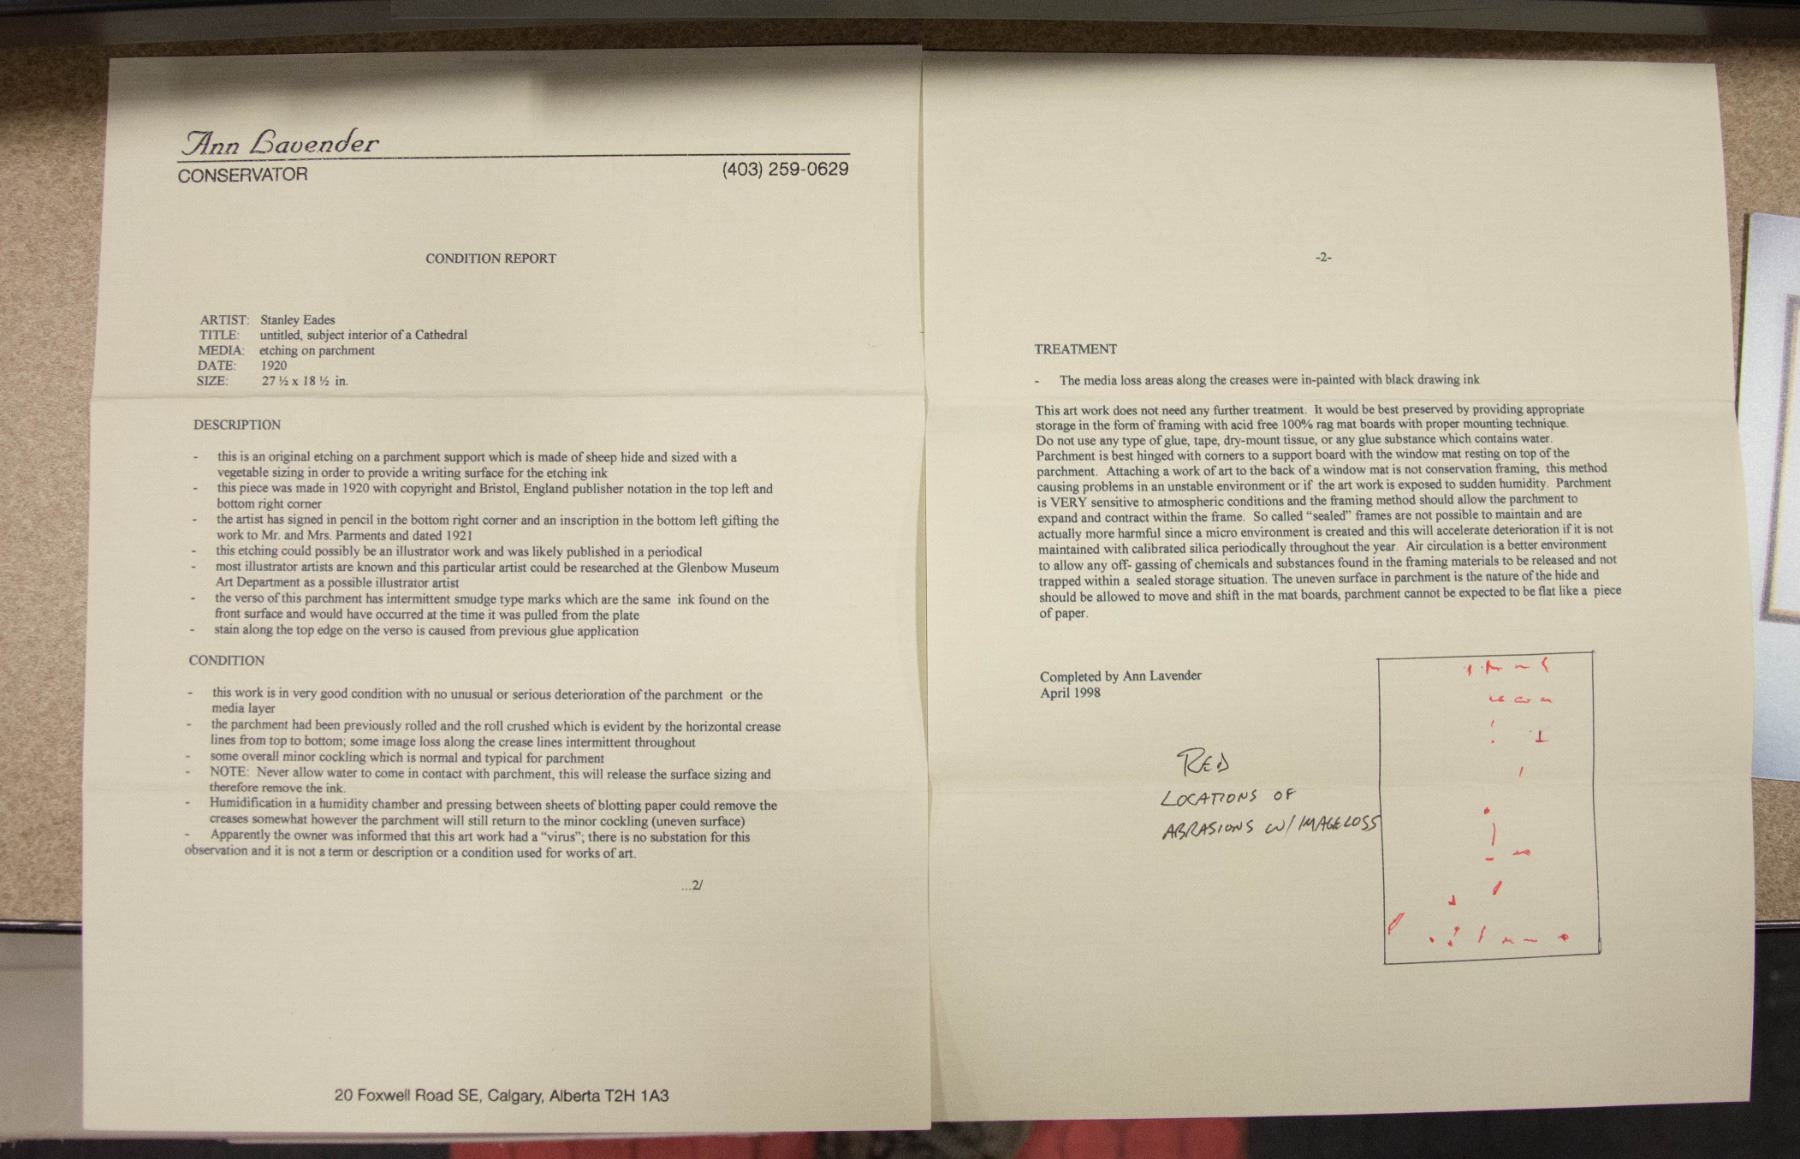 Ann Lavender
CONSERVATOR
(403) 259-0629
CONDITION REPORT
ARTIST: Stanley Eades
TITLE: untitled, subject interior of a Cathedral
MEDIA: etching on parchment
DATE: 1920
SIZE: 27 ½ x 18 ½ in.
DESCRIPTION
- this is an original etching on a parchment support which is made of sheep hide and sized with a
vegetable sizing in order to provide a writing surface for the etching ink
- this piece was made in 1920 with copyright and Bristol, England publisher notation in the top left and
bottom right corner
- the artist has signed in pencil in the bottom right corner and an inscription in the bottom left gifting the
work to Mr. and Mrs. Parments and dated 1921
- this etching could possibly be an illustrator work and was likely published in a periodical
- most illustrator artists are known and this particular artist could be researched at the Glenbow Museum
Art Department as a possible illustrator artist
- the verso of this parchment has intermittent smudge type marks which are the same ink found on the
front surface and would have occurred at the time it was pulled from the plate
- stain along the top edge on the verso is caused from previous glue application
CONDITION
- this work is in very good condition with no unusual or serious deterioration of the parchment or the
media layer
- the parchment had been previously rolled and the roll crushed which is evident by the horizontal crease
lines from top to bottom; some image loss along the crease lines intermittent throughout
- some overall minor cockling which is normal and typical for parchment
- NOTE: Never allow water to come in contact with parchment, this will release the surface sizing and
therefore remove the ink.
- Humidification in a humidity chamber and pressing between sheets of blotting paper could remove the
creases somewhat however the parchment will still return to the minor cockling (uneven surface)
- Apparently the owner was informed that this art work had a “virus”; there is no substation for this
observation and it is not a term or description or a condition used for works of art.
...2/
20 Foxwell Road SE, Calgary, Alberta T2H 1A3
-2-
TREATMENT
- The media loss areas along the creases were in-painted with black drawing ink
This art work does not need any further treatment. It would be best preserved by providing appropriate
storage in the form of framing with acid free 100% rag mat boards with proper mounting technique.
Do not use any type of glue, tape, dry-mount tissue, or any glue substance which contains water.
Parchment is best hinged with corners to a support board with the window mat resting on top of the
parchment. Attaching a work of art to the back of a window mat is not conservation framing, this method
causing problems in an unstable environment or if the art work is exposed to sudden humidity. Parchment
is VERY sensitive to atmospheric conditions and the framing method should allow the parchment to
expand and contract within the frame. So called “sealed” frames are not possible to maintain and are
actually more harmful since a micro environment is created and this will accelerate deterioration if it is not
maintained with calibrated silica periodically throughout the year. Air circulation is a better environment
to allow any off- gassing of chemicals and substances found in the framing materials to be released and not
trapped within a sealed storage situation. The uneven surface in parchment is the nature of the hide and
should be allowed to move and shift in the mat boards, parchment cannot be expected to be flat like a piece
of paper.
Completed by Ann Lavender
April 1998
RED
LOCATIONS OF
ABRASIONS W/IMAGE LOSS